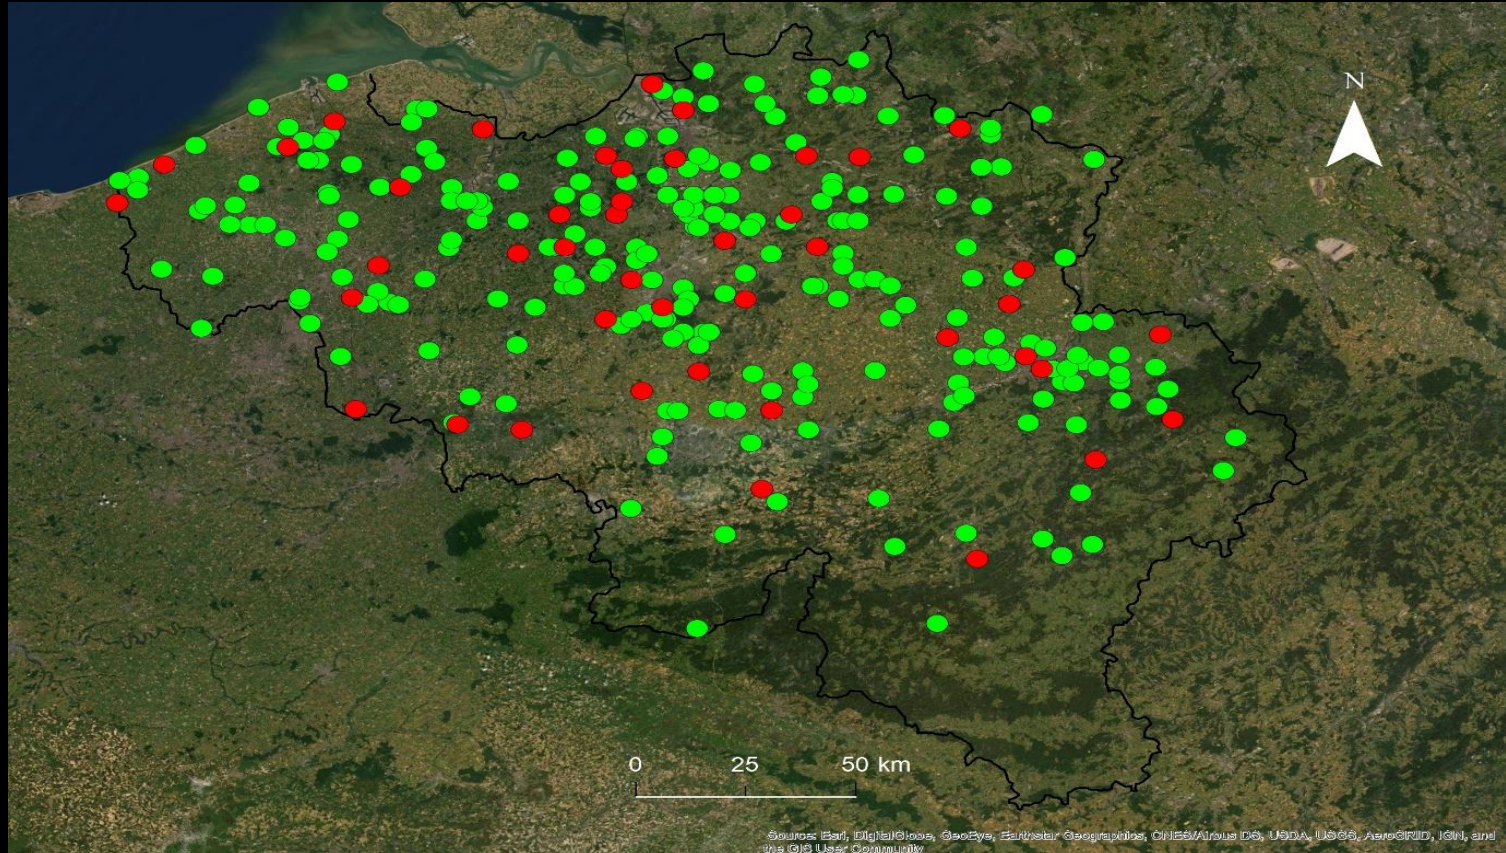 N
0 25 50 km
Source: Esri, DigitalGlobe, GeoEye, Earthstar Geographics, CNES/Airbus DS, USDA, USGS, AeroGRID, IGN, and
the GIS User Community